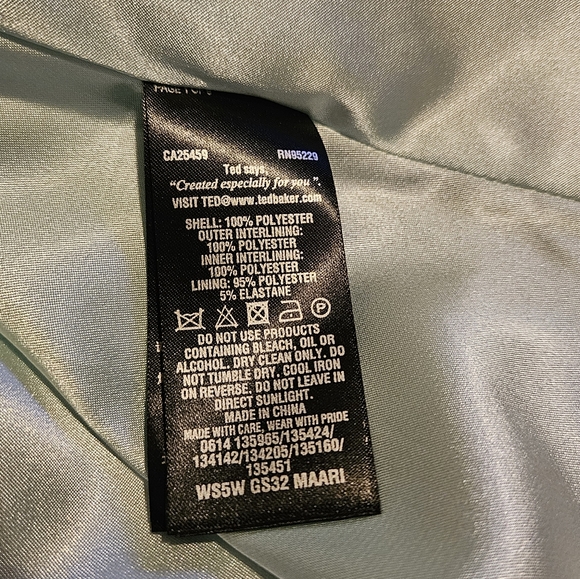 PAGE 1 OF
CA25459 RN95229
Ted says,
"Created especially for you".
VISIT TED@www.tedbaker.com
SHELL: 100% POLYESTER
OUTER INTERLINING:
100% POLYESTER
INNER INTERLINING:
100% POLYESTER
LINING: 95% POLYESTER
5% ELASTANE
P
DO NOT USE PRODUCTS
CONTAINING BLEACH, OIL OR
ALCOHOL. DRY CLEAN ONLY. DO
NOT TUMBLE DRY. COOL IRON
ON REVERSE. DO NOT LEAVE IN
DIRECT SUNLIGHT.
MADE IN CHINA
MADE WITH CARE, WEAR WITH PRIDE
0614 135965/135424/
134142/134205/135160/
135451
WS5W GS32 MAARI